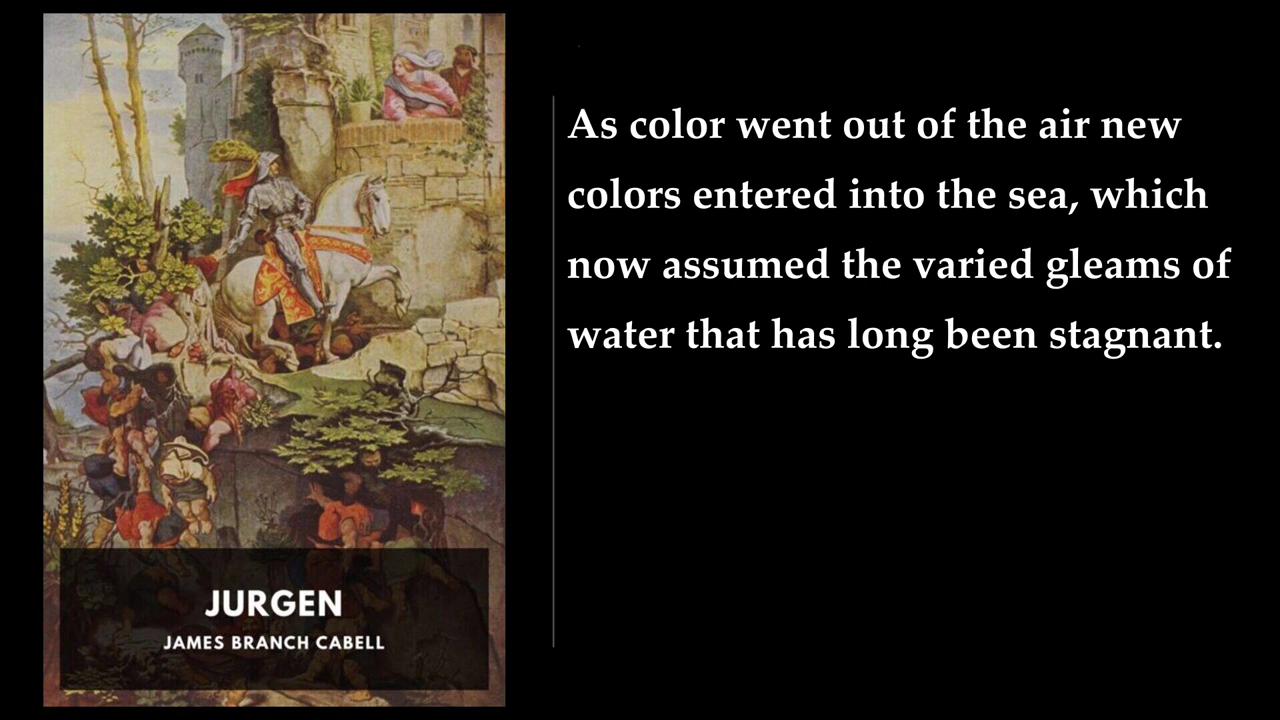 As color went out of the air new
colors entered into the sea, which
now assumed the varied gleams of
water that has long been stagnant.
JURGEN
JAMES BRANCH CABELL